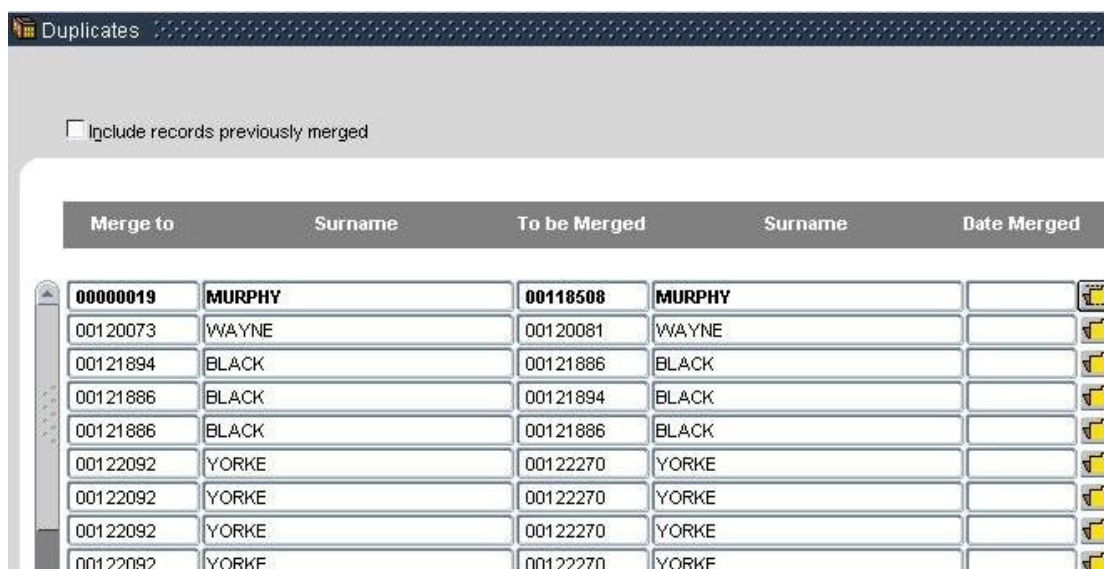 Duplicates
Include records previously merged
Merge to Surname To be Merged Surname Date Merged
00000019 MURPHY 00118508 MURPHY
00120073 WAYNE 00120081 WAYNE
00121894 BLACK 00121886 BLACK
00121886 BLACK 00121894 BLACK
00121886 BLACK 00121886 BLACK
00122092 YORKE 00122270 YORKE
00122092 YORKE 00122270 YORKE
00122092 YORKE 00122270 YORKE
00122092 YORKE 00122270 YORKE